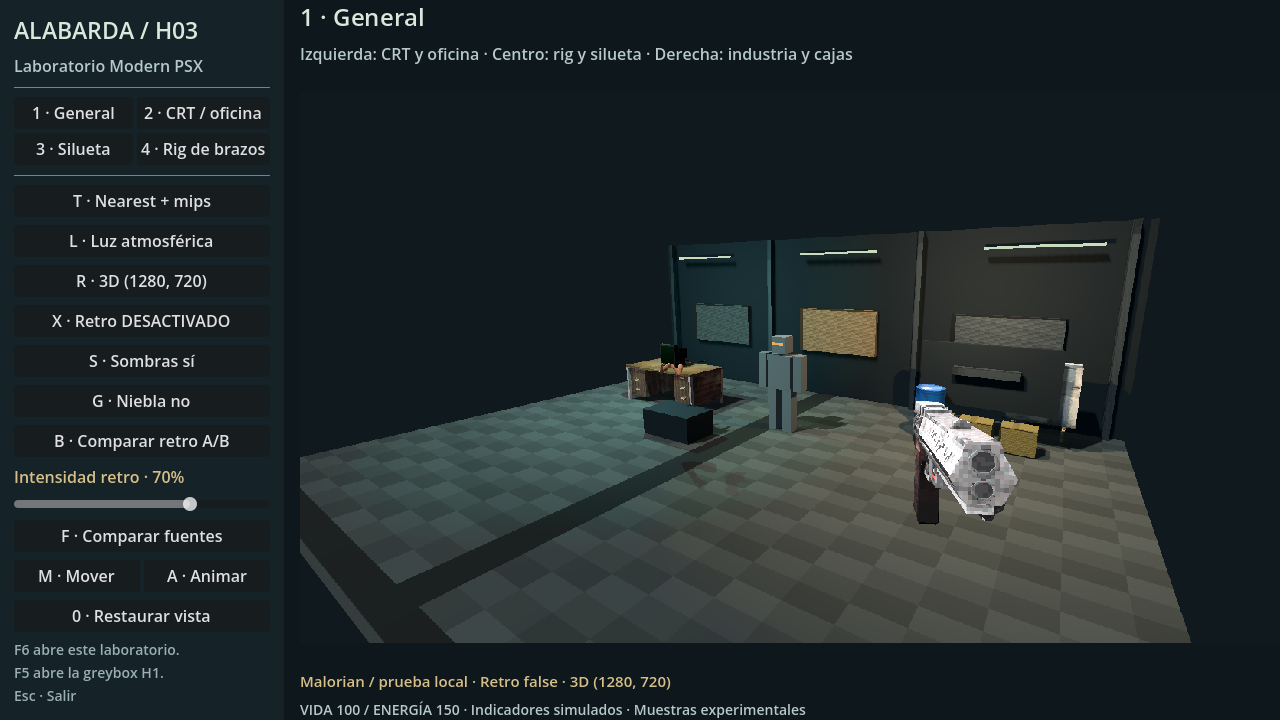 ALABARDA / H03
Laboratorio Modern PSX
1 · General
2 · CRT / oficina
3 · Silueta
4 · Rig de brazos
T · Nearest + mips
L · Luz atmosférica
R · 3D (1280, 720)
X · Retro DESACTIVADO
S · Sombras sí
G · Niebla no
B · Comparar retro A/B
Intensidad retro · 70%
F · Comparar fuentes
M · Mover
A · Animar
0 · Restaurar vista
F6 abre este laboratorio.
F5 abre la greybox H1.
Esc · Salir
1 · General
Izquierda: CRT y oficina · Centro: rig y silueta · Derecha: industria y cajas
Malorian / prueba local · Retro false · 3D (1280, 720)
VIDA 100 / ENERGÍA 150 · Indicadores simulados · Muestras experimentales